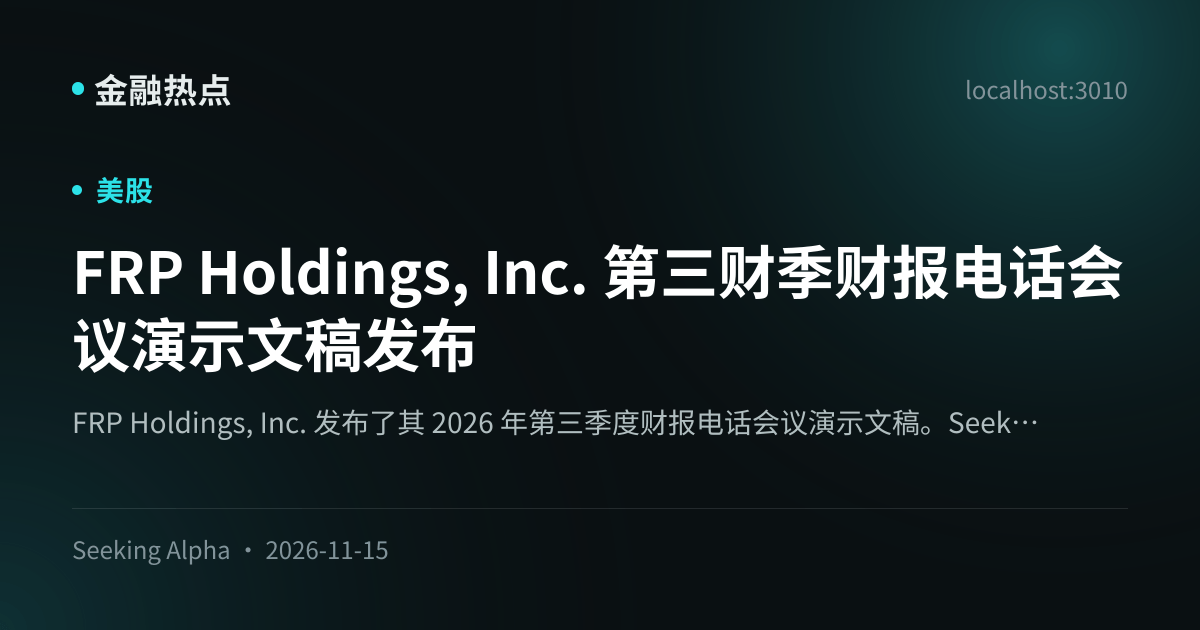 金融热点
localhost:3010
美股
FRP Holdings, Inc. 第三财季财报电话会
议演示文稿发布
FRP Holdings, Inc. 发布了其 2026 年第三季度财报电话会议演示文稿。Seek…
Seeking Alpha · 2026-11-15